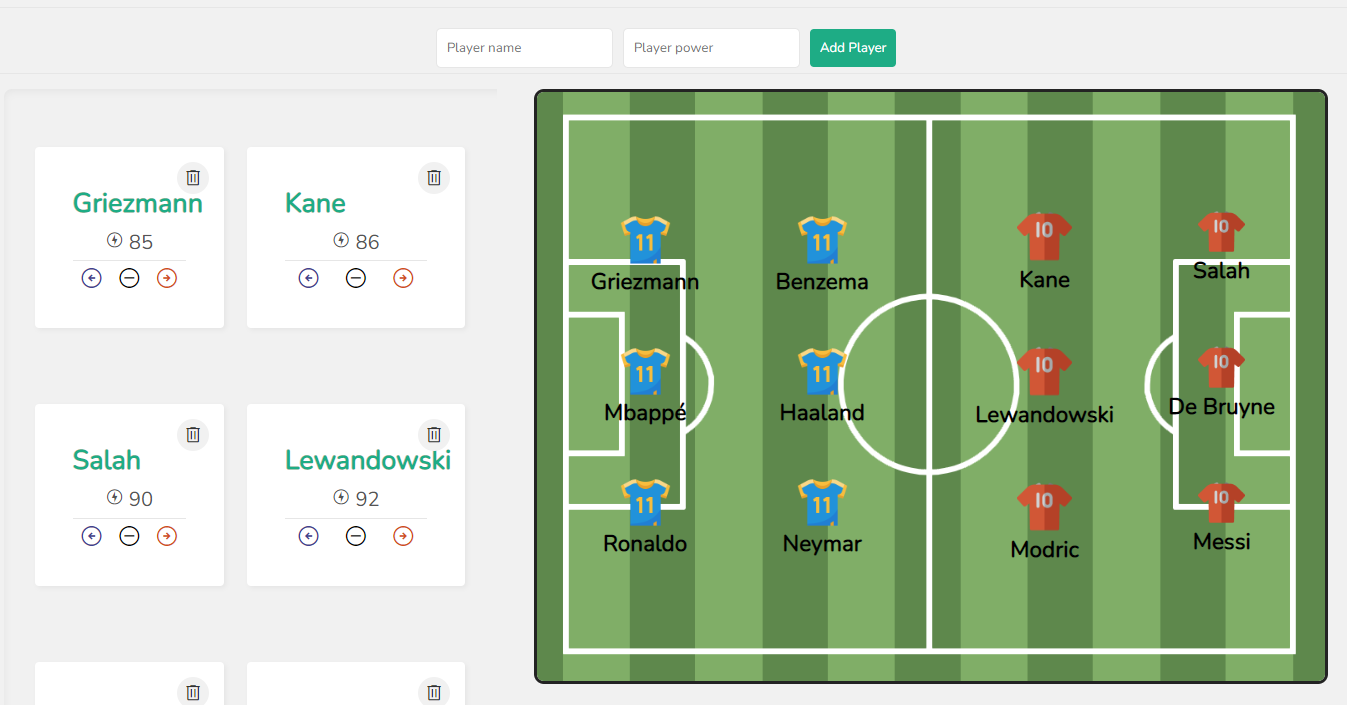 Player name
Player power
Add Player
Griezmann
85
Kane
86
Salah
90
Lewandowski
92
11
11
10
10
Griezmann
Benzema
Kane
Salah
11
11
10
10
Mbappé
Haaland
Lewandowski
De Bruyne
11
11
10
10
Ronaldo
Neymar
Modric
Messi